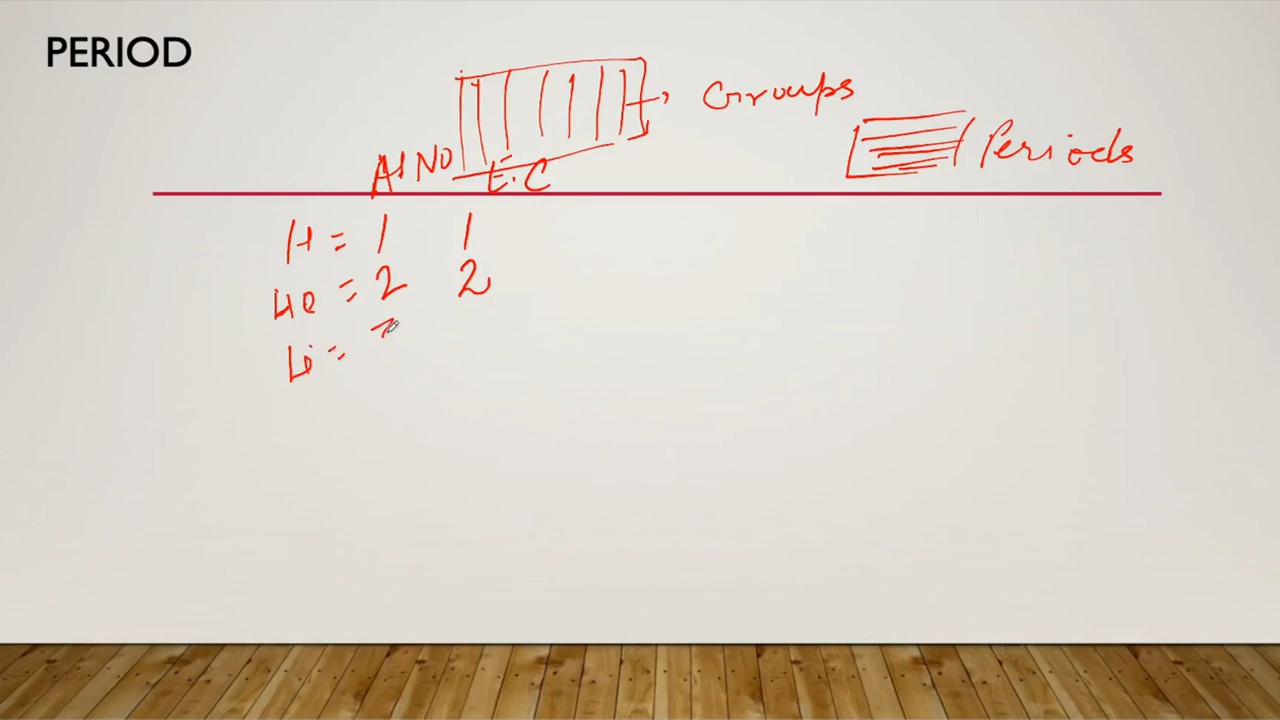 PERIOD
Groups
Periods
At NO E.C
H = 1 1
He = 2 2
Li =